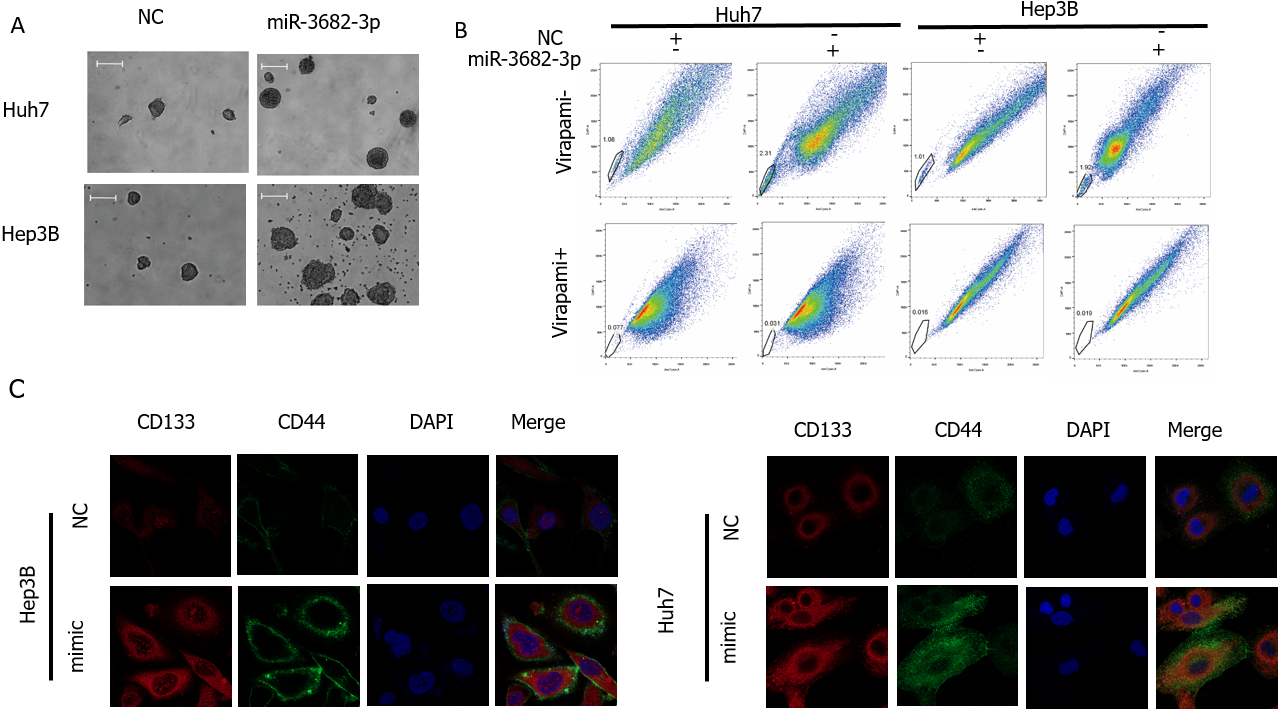 A
NC
miR-3682-3p
Huh7
Hep3B
B
Huh7
Hep3B
NC
+
-
+
-
miR-3682-3p
-
+
-
+
Virapami-
1.06
2.31
1.01
1.92
Virapami+
0.077
0.031
0.016
0.019
C
CD133
CD44
DAPI
Merge
Hep3B
NC
mimic
CD133
CD44
DAPI
Merge
Huh7
NC
mimic